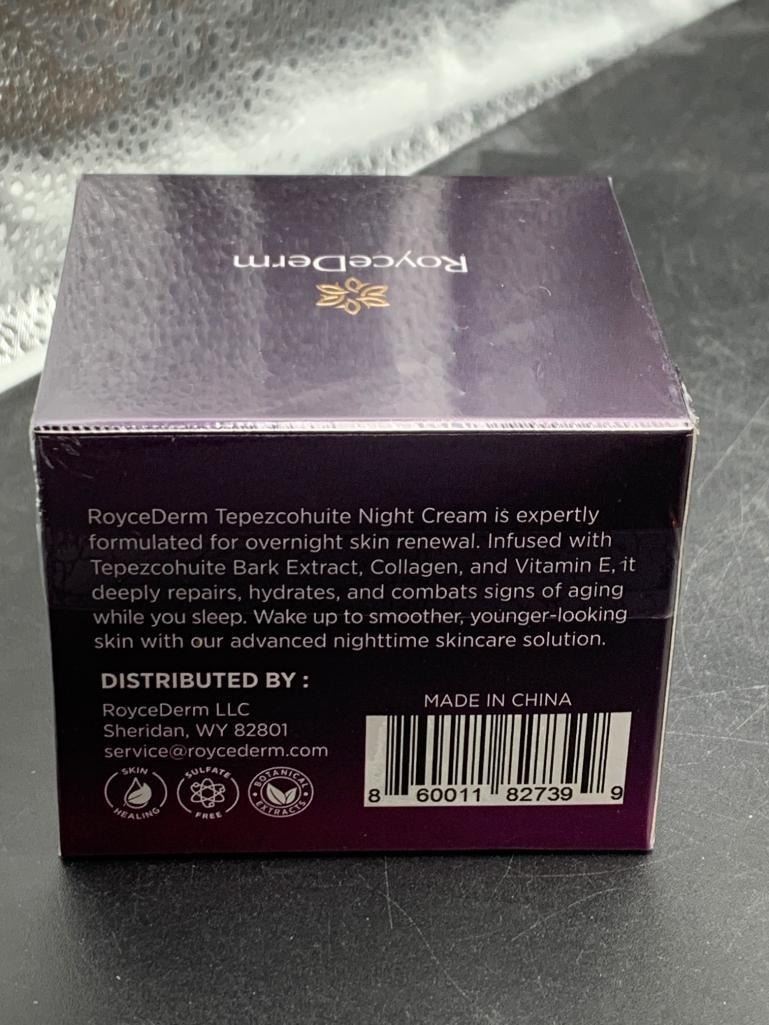 RoyceDerm
RoyceDerm Tepezcohuite Night Cream is expertly
formulated for overnight skin renewal. Infused with
Tepezcohuite Bark Extract, Collagen, and Vitamin E, it
deeply repairs, hydrates, and combats signs of aging
while you sleep. Wake up to smoother, younger-looking
skin with our advanced nighttime skincare solution.
DISTRIBUTED BY :
RoyceDerm LLC
Sheridan, WY 82801
service@roycederm.com
MADE IN CHINA
SKIN
HEALING
SULFATE
FREE
BOTANICAL
EXTRACTS
8 60011 82739 9